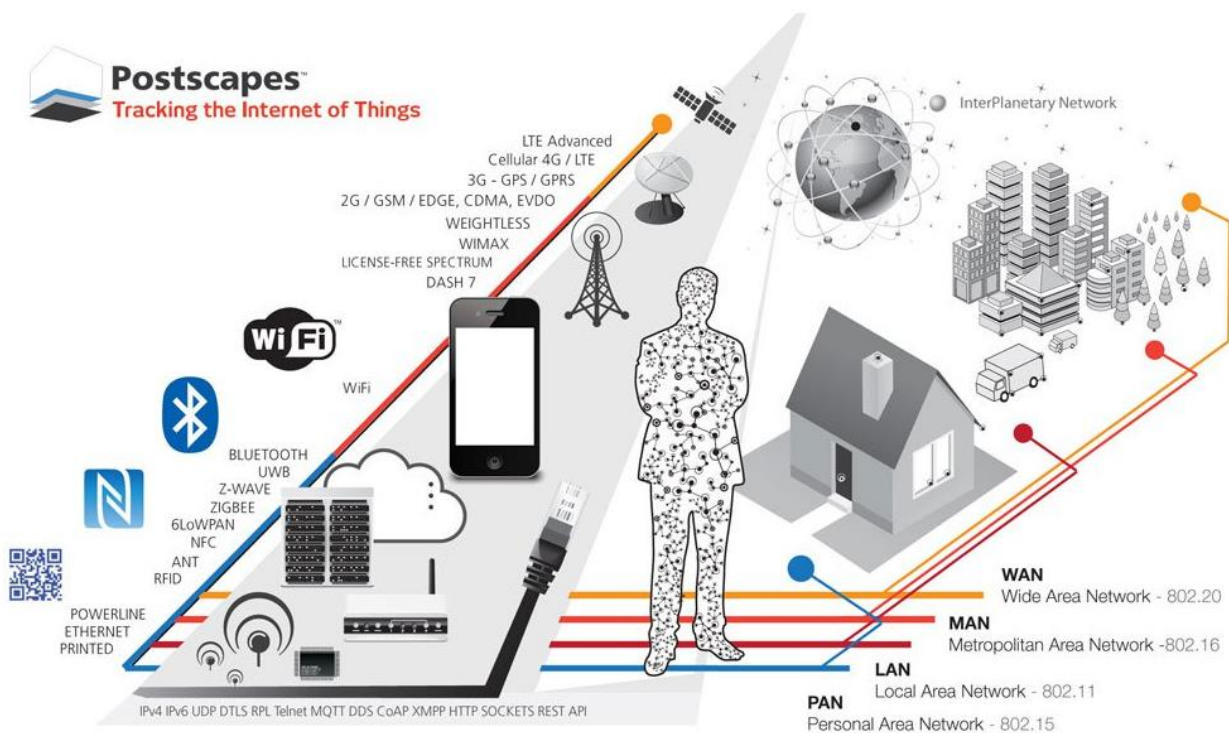 Postscapes™
Tracking the Internet of Things
InterPlanetary Network
LTE Advanced
Cellular 4G / LTE
3G - GPS / GPRS
2G / GSM / EDGE, CDMA, EVDO
WEIGHTLESS
WIMAX
LICENSE-FREE SPECTRUM
DASH 7
WiFi™
WiFi
BLUETOOTH
UWB
Z-WAVE
ZIGBEE
6LoWPAN
NFC
ANT
RFID
POWERLINE
ETHERNET
PRINTED
WAN
Wide Area Network - 802.20
MAN
Metropolitan Area Network -802.16
LAN
Local Area Network - 802.11
PAN
Personal Area Network - 802.15
IPv4 IPv6 UDP DTLS RPL Telnet MQTT DDS CoAP XMPP HTTP SOCKETS REST API